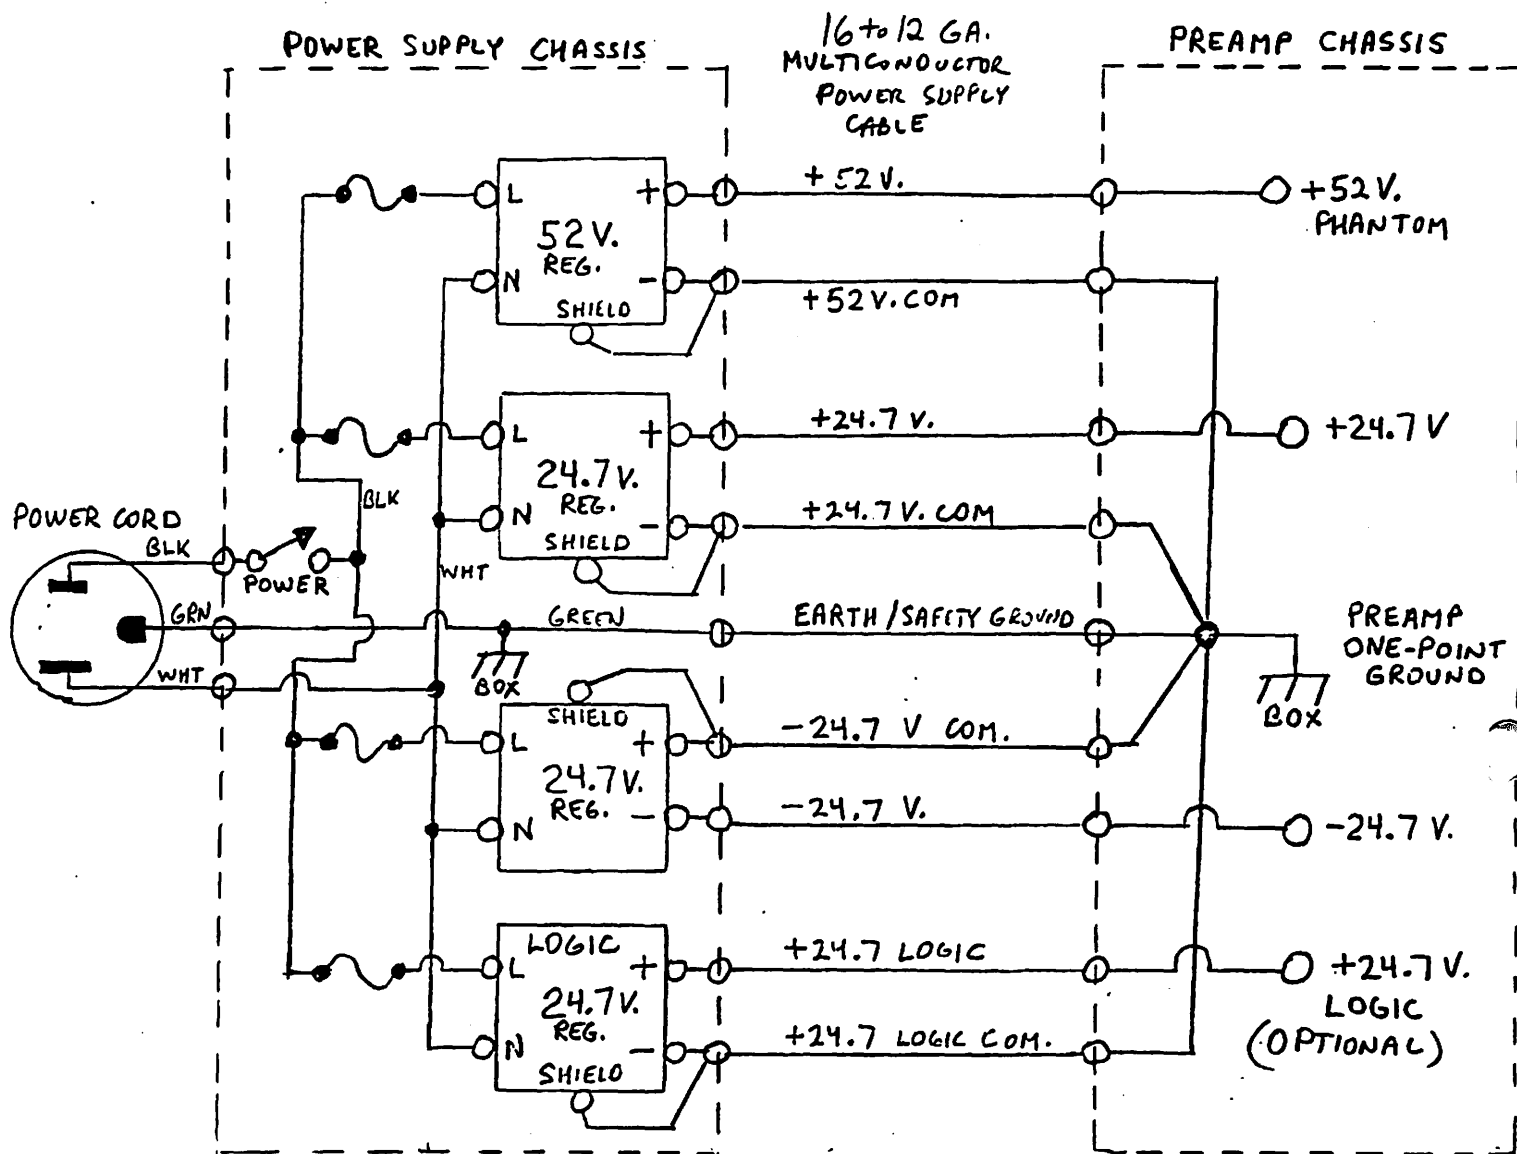 POWER SUPPLY CHASSIS
16 to 12 GA.
MULTICONDUCTOR
POWER SUPPLY
CABLE
PREAMP CHASSIS
L
+
52V.
REG.
N
-
SHIELD
+52V.
+52V.COM
+52V.
PHANTOM
L
+
24.7V.
REG.
N
-
SHIELD
+24.7 V.
+24.7 V. COM
+24.7V
POWER CORD
BLK
BLK
POWER
WHT
GRN
GREEN
EARTH/SAFETY GROUND
BOX
WHT
PREAMP
ONE-POINT
GROUND
BOX
SHIELD
L
+
24.7V.
REG.
N
-
-24.7 V COM.
-24.7 V.
-24.7 V.
LOGIC
L
+
24.7V.
REG.
N
-
SHIELD
+24.7 LOGIC
+24.7 LOGIC COM.
+24.7V.
LOGIC
(OPTIONAL)